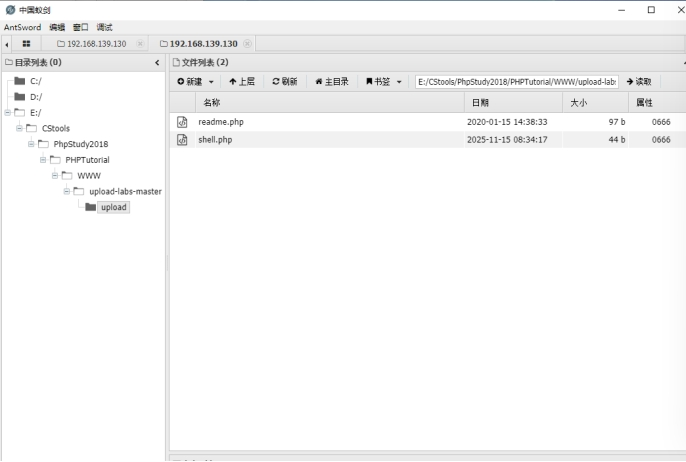 中国蚁剑
AntSword 编辑 窗口 调试
192.168.139.130 192.168.139.130
目录列表 (0)
C:/
D:/
E:/
CStools
PhpStudy2018
PHPTutorial
WWW
upload-labs-master
upload
文件列表 (2)
新建 上层 刷新 主目录 书签 E:/CStools/PhpStudy2018/PHPTutorial/WWW/upload-labs 读取
名称 日期 大小 属性
readme.php 2020-01-15 14:38:33 97 b 0666
shell.php 2025-11-15 08:34:17 44 b 0666